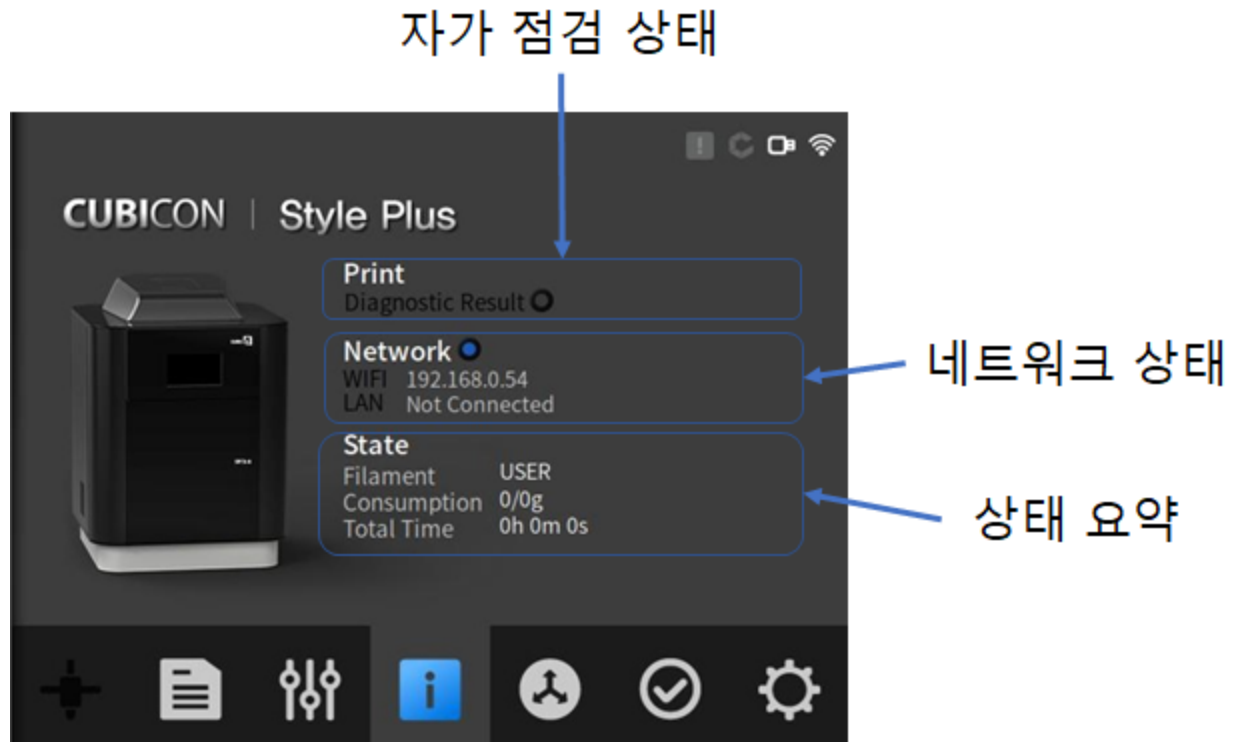 자가 점검 상태
CUBICON | Style Plus
Print
Diagnostic Result
Network
WIFI 192.168.0.54
LAN Not Connected
네트워크 상태
State
Filament USER
Consumption 0/0g
Total Time 0h 0m 0s
상태 요약